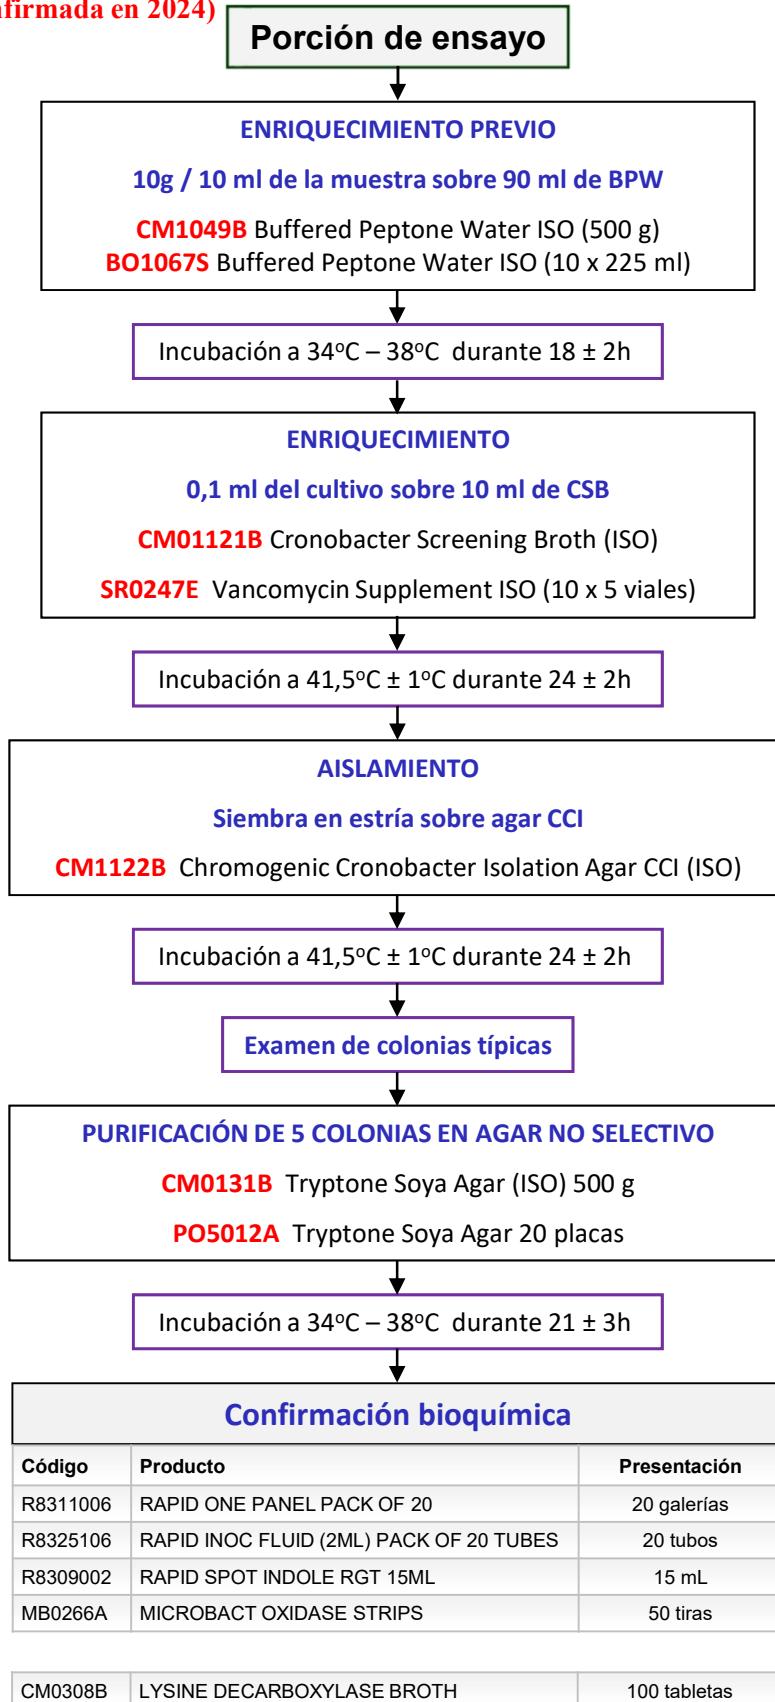 nfirmada en 2024)
Porción de ensayo
ENRIQUECIMIENTO PREVIO
10g / 10 ml de la muestra sobre 90 ml de BPW
CM1049B Buffered Peptone Water ISO (500 g)
BO1067S Buffered Peptone Water ISO (10 x 225 ml)
Incubación a 34ºC – 38ºC durante 18 ± 2h
ENRIQUECIMIENTO
0,1 ml del cultivo sobre 10 ml de CSB
CM01121B Cronobacter Screening Broth (ISO)
SR0247E Vancomycin Supplement ISO (10 x 5 viales)
Incubación a 41,5ºC ± 1ºC durante 24 ± 2h
AISLAMIENTO
Siembra en estría sobre agar CCI
CM1122B Chromogenic Cronobacter Isolation Agar CCI (ISO)
Incubación a 41,5ºC ± 1ºC durante 24 ± 2h
Examen de colonias típicas
PURIFICACIÓN DE 5 COLONIAS EN AGAR NO SELECTIVO
CM0131B Tryptone Soya Agar (ISO) 500 g
PO5012A Tryptone Soya Agar 20 placas
Incubación a 34ºC – 38ºC durante 21 ± 3h
Confirmación bioquímica
Código Producto Presentación
R8311006 RAPID ONE PANEL PACK OF 20 20 galerías
R8325106 RAPID INOC FLUID (2ML) PACK OF 20 TUBES 20 tubos
R8309002 RAPID SPOT INDOLE RGT 15ML 15 mL
MB0266A MICROBACT OXIDASE STRIPS 50 tiras
CM0308B LYSINE DECARBOXYLASE BROTH 100 tabletas